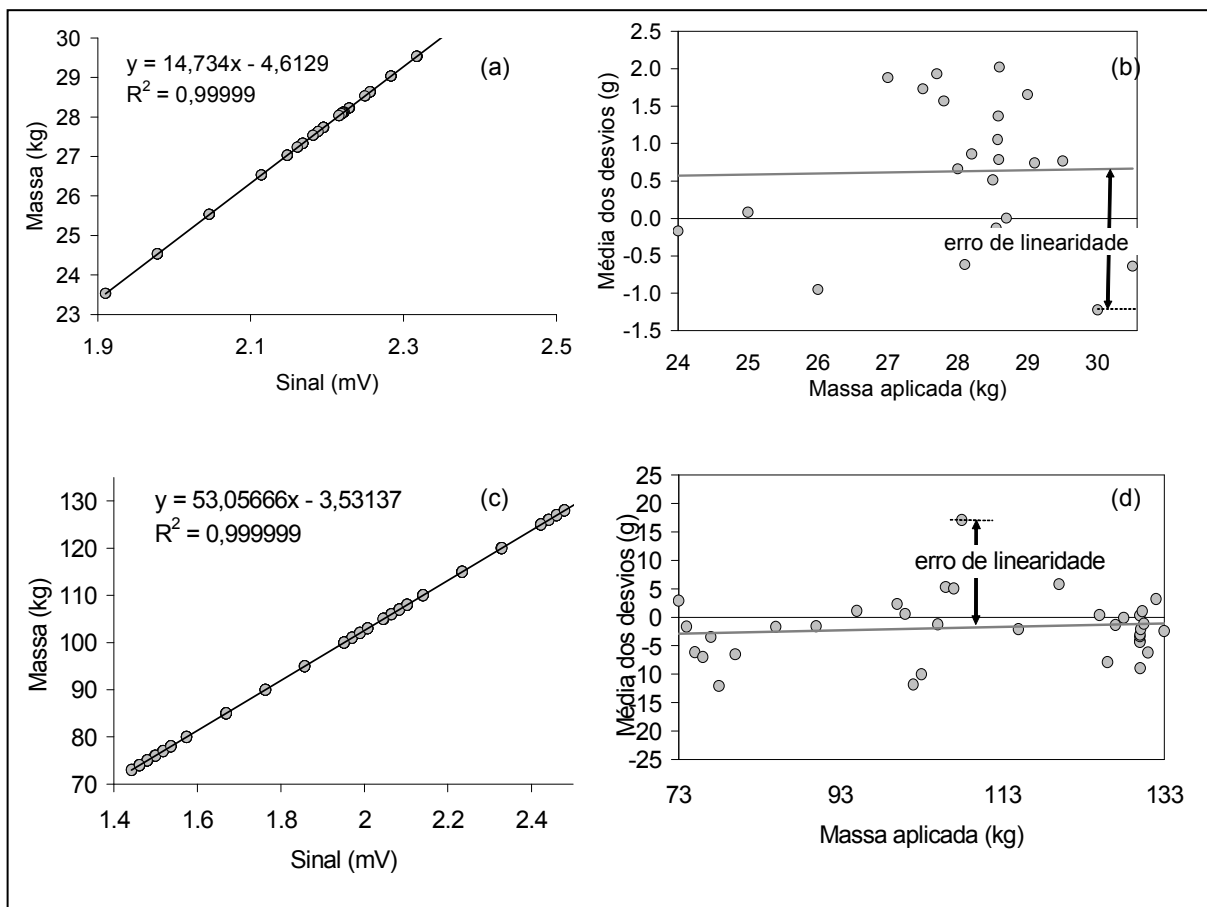 (a)
y = 14,734x - 4,6129
R² = 0,99999
30
29
28
27
26
25
24
23
1.9 2.1 2.3 2.5
Massa (kg)
Sinal (mV)
(b)
2.5
2.0
1.5
1.0
0.5
0.0
-0.5
-1.0
-1.5
24 25 26 27 28 29 30
Média dos desvios (g)
erro de linearidade
Massa aplicada (kg)
(c)
y = 53,05666x - 3,53137
R² = 0,999999
130
120
110
100
90
80
70
1.4 1.6 1.8 2 2.2 2.4
Massa (kg)
Sinal (mV)
(d)
25
20
15
10
5
0
-5
-10
-15
-20
-25
73 93 113 133
Média dos desvios (g)
erro de linearidade
Massa aplicada (kg)